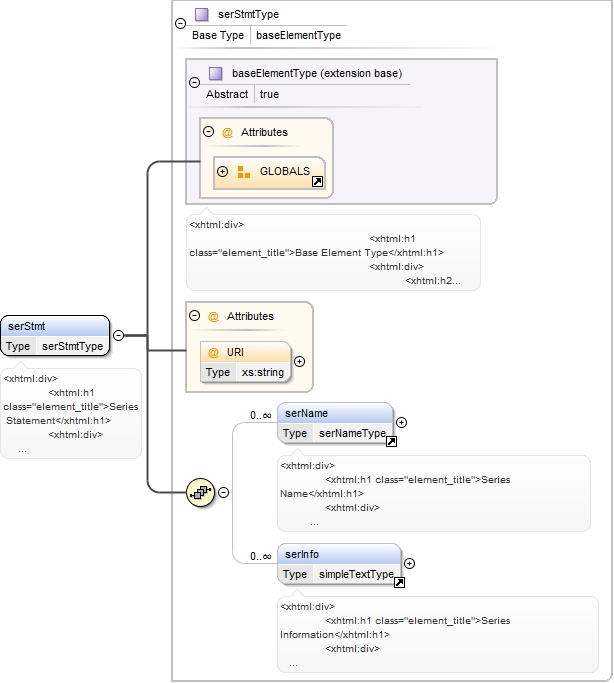 serStmtType
Base Type baseElementType
baseElementType (extension base)
Abstract true
@ Attributes
GLOBALS
<xhtml:div>
<xhtml:h1
class="element_title">Base Element Type</xhtml:h1>
<xhtml:div>
<xhtml:h2...
serStmt
Type serStmtType
<xhtml:div>
<xhtml:h1
class="element_title">Series
Statement</xhtml:h1>
<xhtml:div>
...
@ Attributes
@ URI
Type xs:string
0..∞
serName
Type serNameType
<xhtml:div>
<xhtml:h1 class="element_title">Series
Name</xhtml:h1>
<xhtml:div>
...
0..∞
serInfo
Type simpleTextType
<xhtml:div>
<xhtml:h1 class="element_title">Series
Information</xhtml:h1>
<xhtml:div>
...